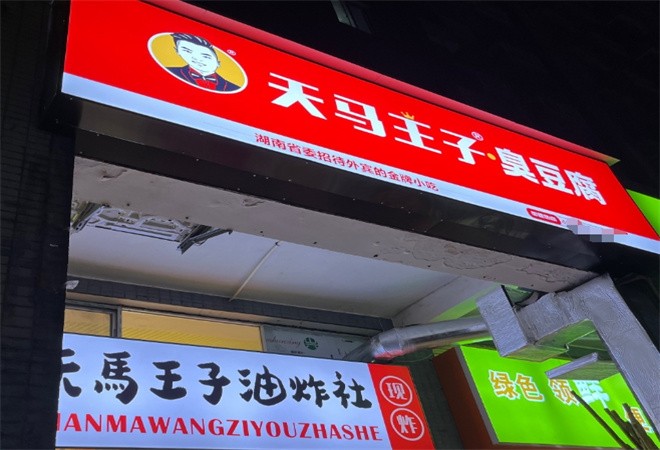 天马王子·臭豆腐
湖南省委招待外宾的金牌小吃
天馬王子油炸社
现炸
IANMAWANGZIYOUZHASHE
绿色 领